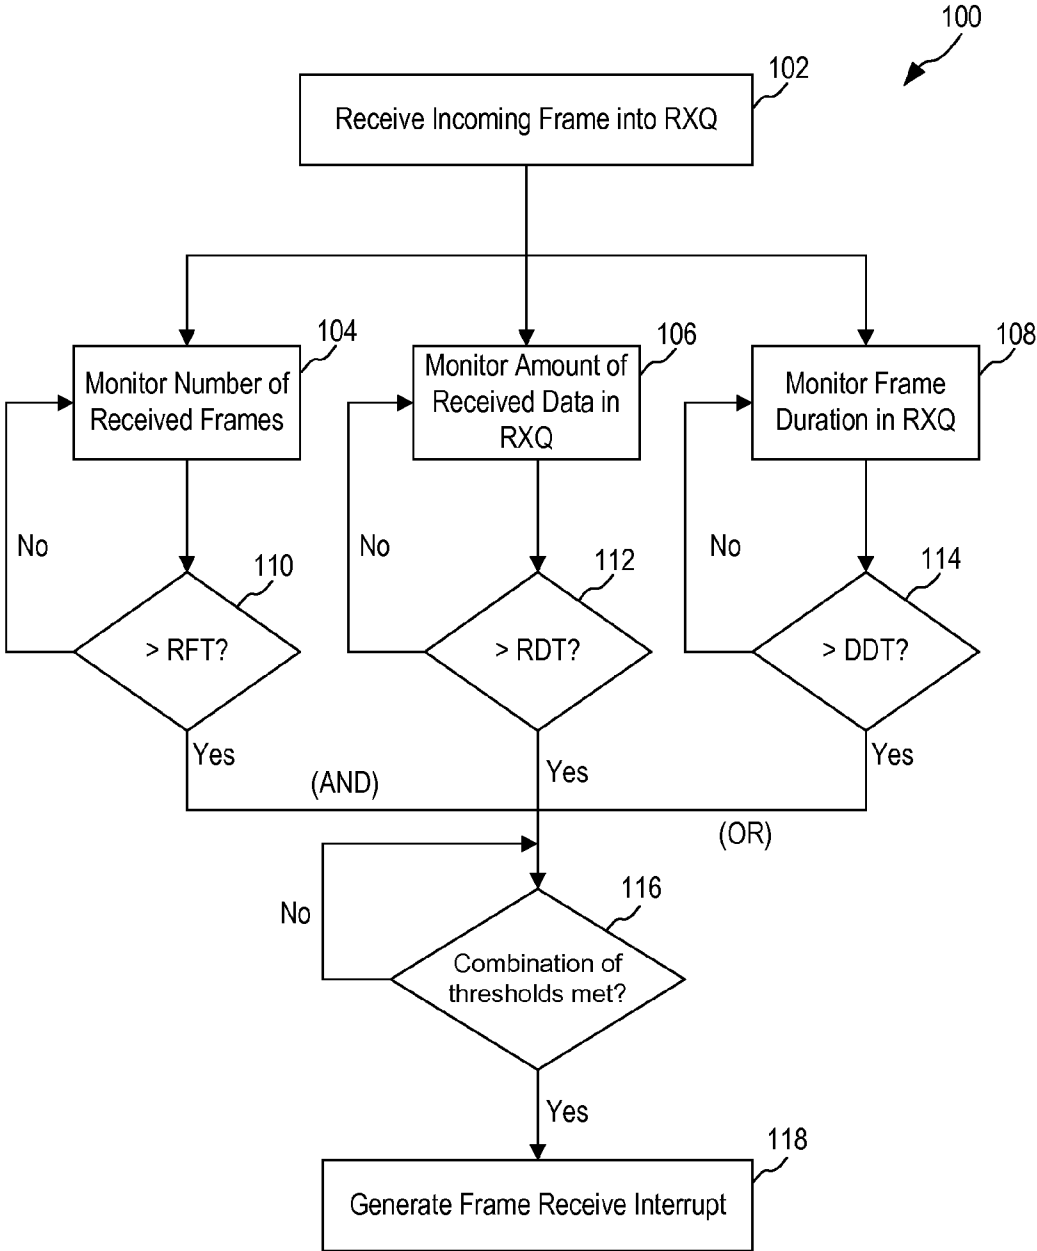 100
102
Receive Incoming Frame into RXQ
104
106
108
Monitor Number of
Received Frames
Monitor Amount of
Received Data in
RXQ
Monitor Frame
Duration in RXQ
No
No
No
110
112
114
> RFT?
> RDT?
> DDT?
Yes
Yes
Yes
(AND)
(OR)
116
No
Combination of
thresholds met?
Yes
118
Generate Frame Receive Interrupt